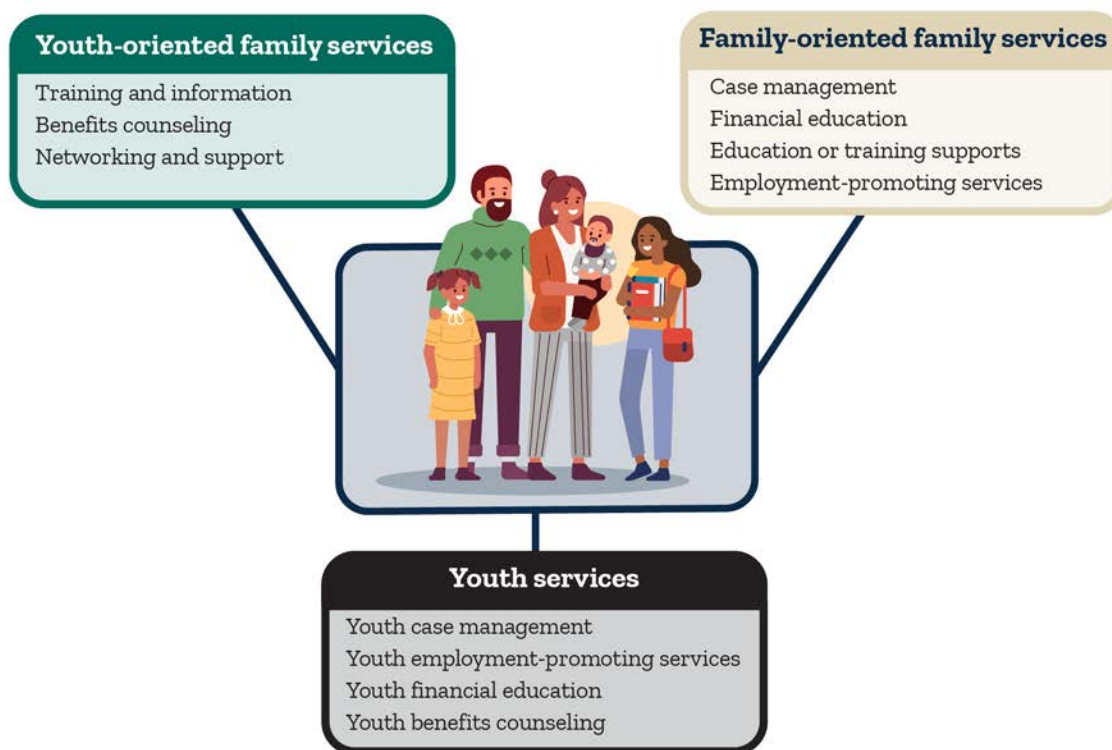 Youth-oriented family services
Training and information
Benefits counseling
Networking and support
Family-oriented family services
Case management
Financial education
Education or training supports
Employment-promoting services
Youth services
Youth case management
Youth employment-promoting services
Youth financial education
Youth benefits counseling